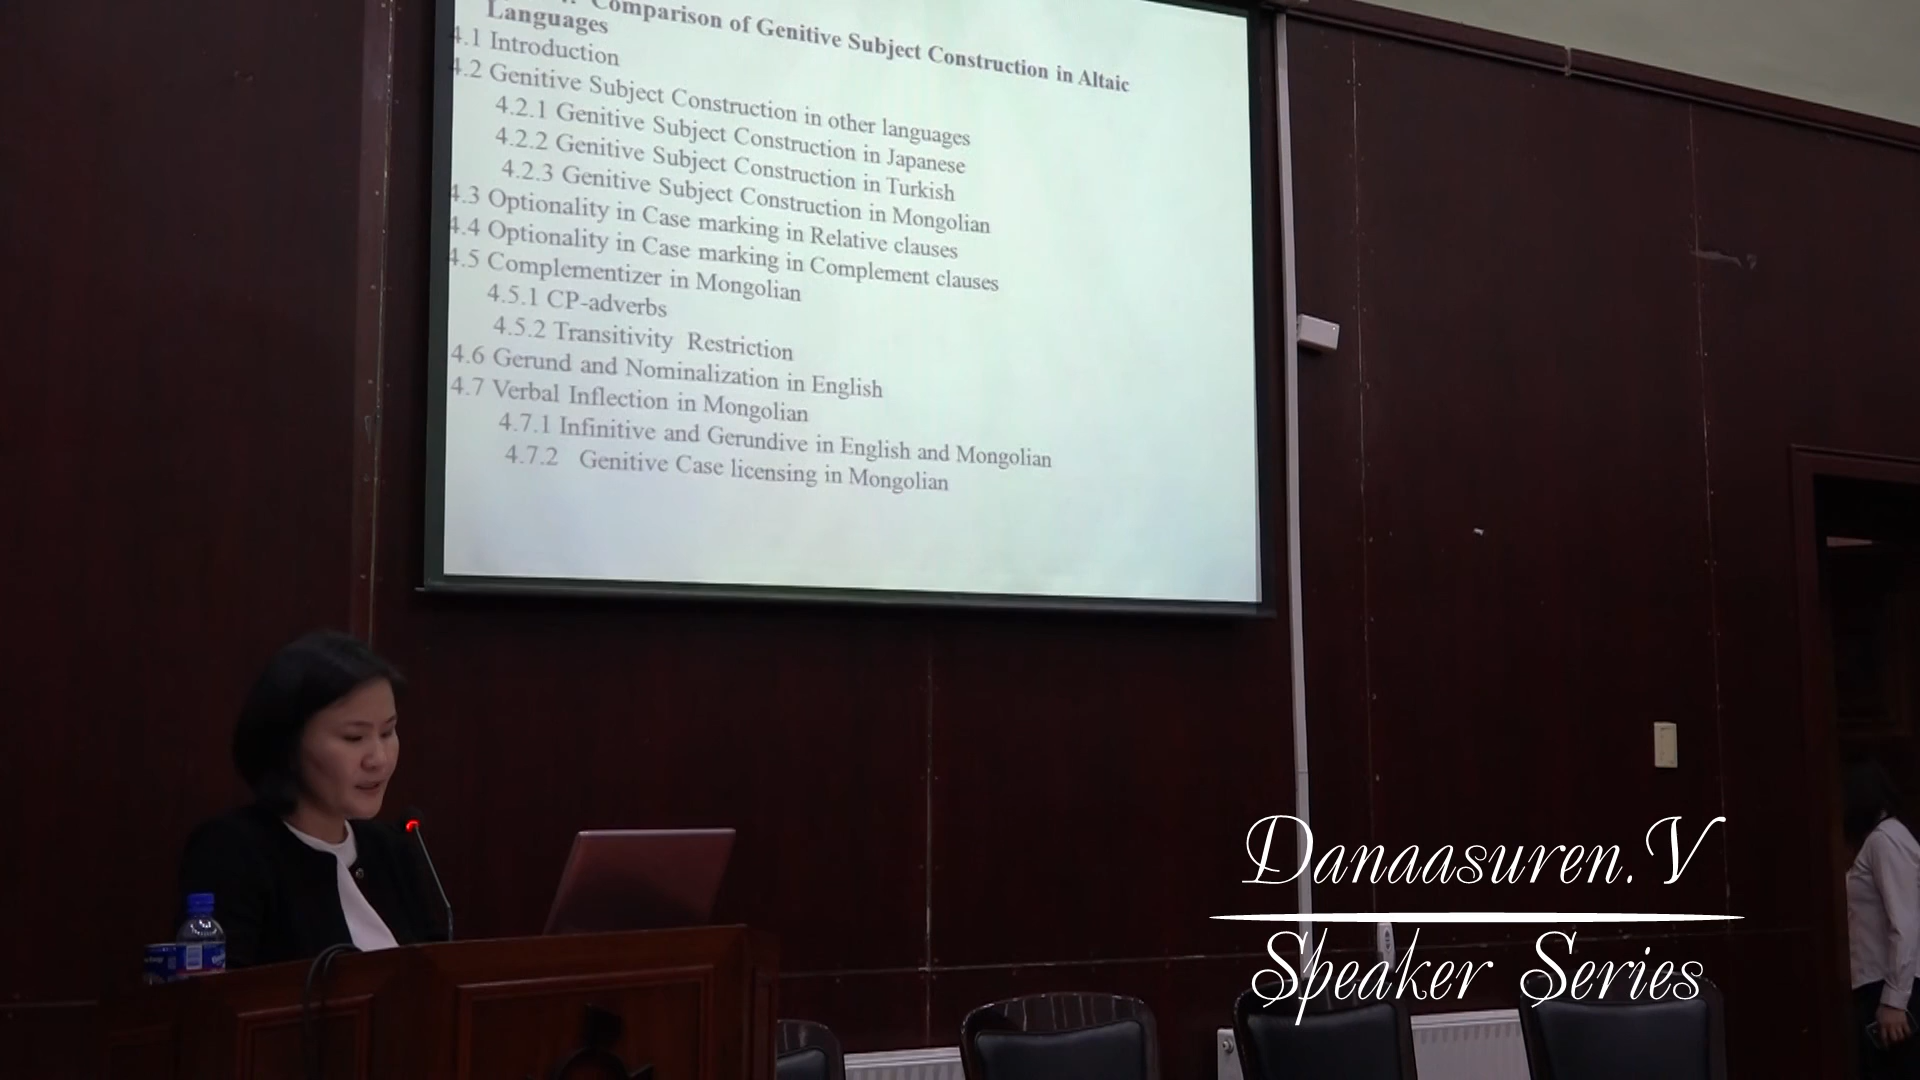 Comparison of Genitive Subject Construction in Altaic
Languages
4.1 Introduction
4.2 Genitive Subject Construction in other languages
4.2.1 Genitive Subject Construction in Japanese
4.2.2 Genitive Subject Construction in Turkish
4.2.3 Genitive Subject Construction in Mongolian
4.3 Optionality in Case marking in Relative clauses
4.4 Optionality in Case marking in Complement clauses
4.5 Complementizer in Mongolian
4.5.1 CP-adverbs
4.5.2 Transitivity Restriction
4.6 Gerund and Nominalization in English
4.7 Verbal Inflection in Mongolian
4.7.1 Infinitive and Gerundive in English and Mongolian
4.7.2 Genitive Case licensing in Mongolian
Danaasuren.V
Speaker Series